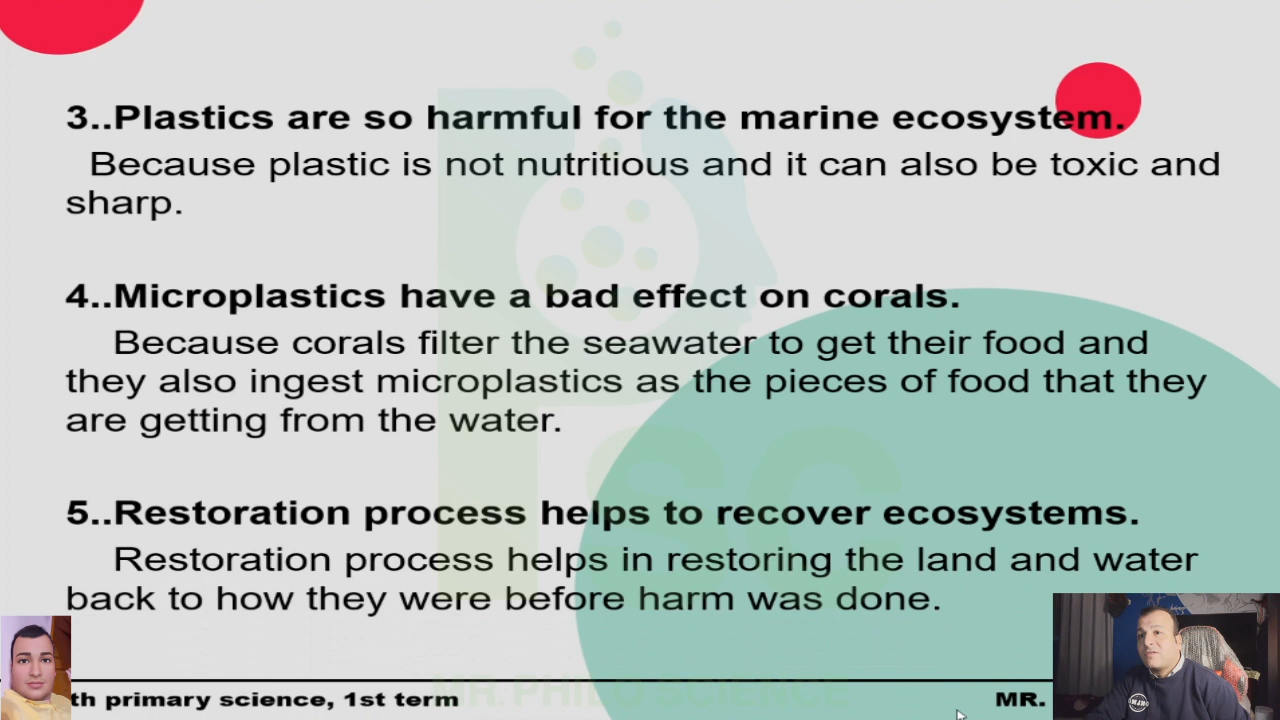 3..Plastics are so harmful for the marine ecosystem.
Because plastic is not nutritious and it can also be toxic and
sharp.
4..Microplastics have a bad effect on corals.
Because corals filter the seawater to get their food and
they also ingest microplastics as the pieces of food that they
are getting from the water.
5..Restoration process helps to recover ecosystems.
Restoration process helps in restoring the land and water
back to how they were before harm was done.
th primary science, 1st term
MR. PHILO SCIENCE
MR.